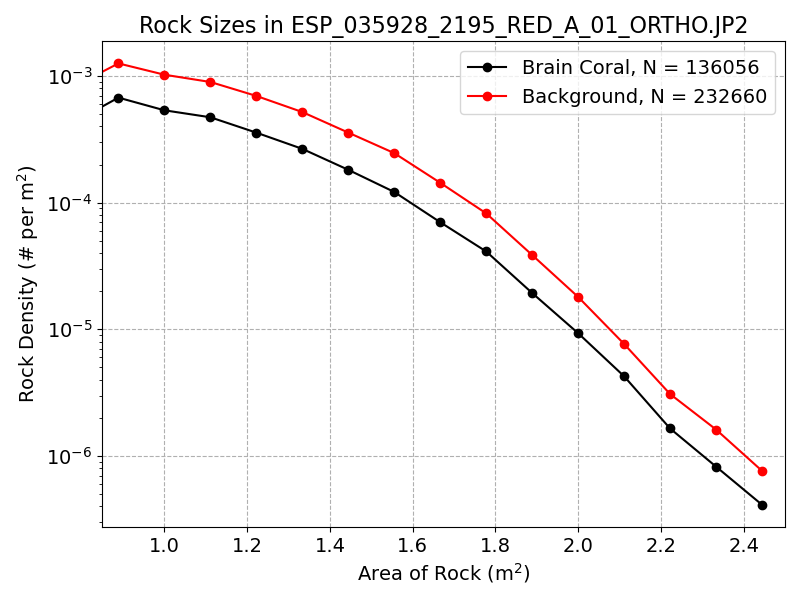 Rock Sizes in ESP_035928_2195_RED_A_01_ORTHO.JP2
Brain Coral, N = 136056
Background, N = 232660
Rock Density (# per m²)
10⁻³
10⁻⁴
10⁻⁵
10⁻⁶
1.0 1.2 1.4 1.6 1.8 2.0 2.2 2.4
Area of Rock (m²)